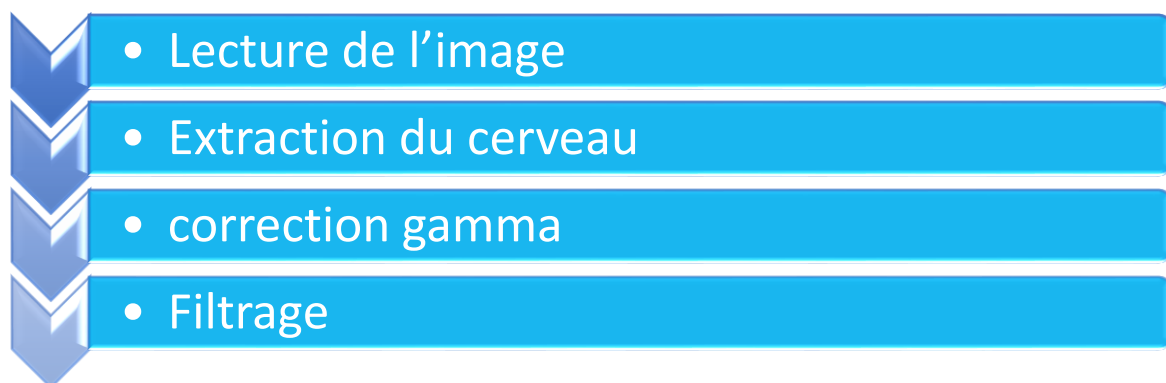 • Lecture de l’image
• Extraction du cerveau
• correction gamma
• Filtrage